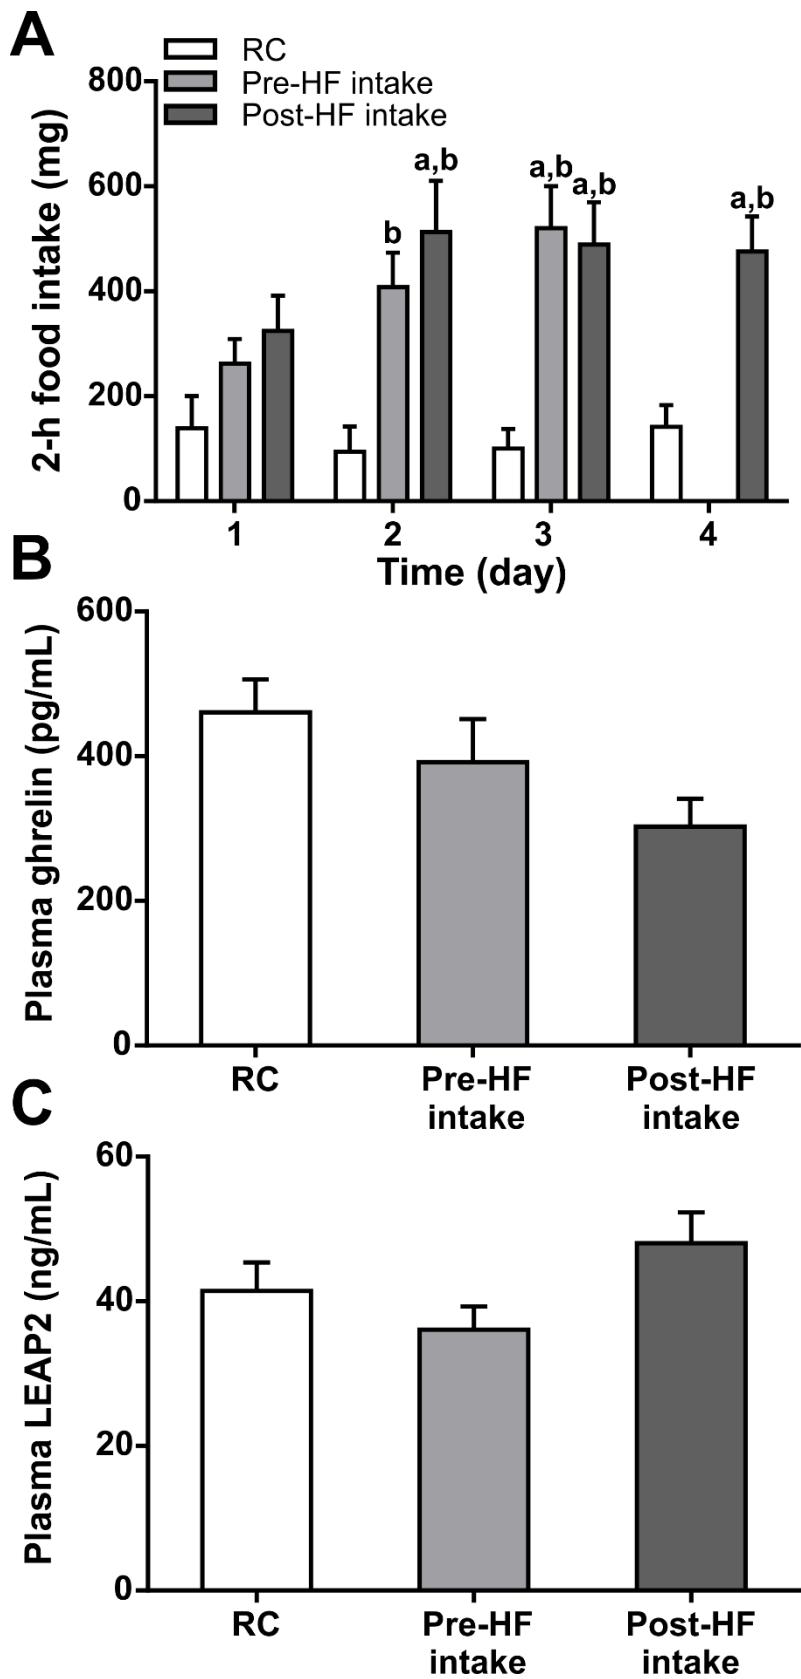 A
RC
Pre-HF intake
Post-HF intake
2-h food intake (mg)
800
600
400
200
0
b
a,b
a,b
a,b
a,b
1
2
3
4
Time (day)
B
Plasma ghrelin (pg/mL)
600
400
200
0
RC
Pre-HF
intake
Post-HF
intake
C
Plasma LEAP2 (ng/mL)
60
40
20
0
RC
Pre-HF
intake
Post-HF
intake